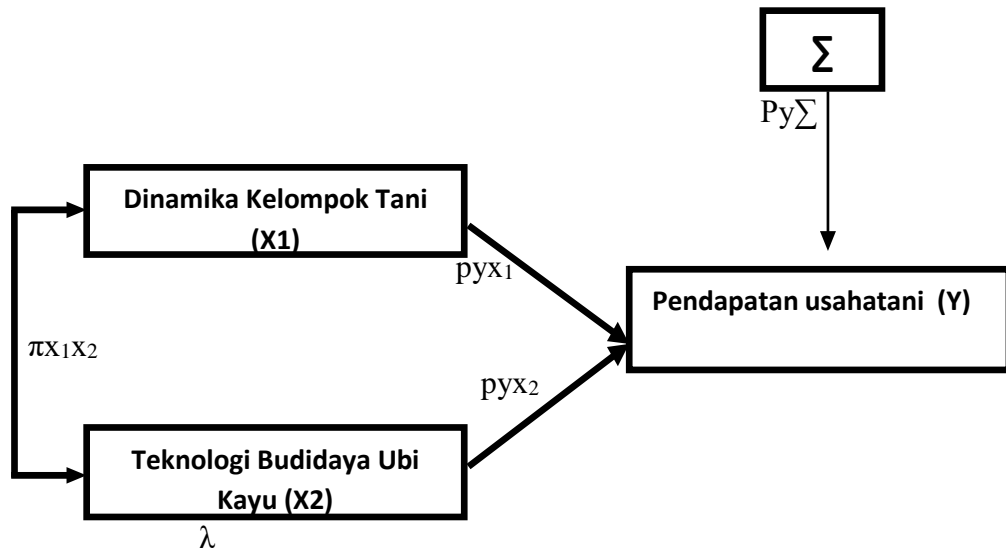 Σ
Py∑
Dinamika Kelompok Tani
(X1)
pyx₁
Pendapatan usahatani (Y)
πx₁x₂
pyx₂
Teknologi Budidaya Ubi
Kayu (X2)
λ